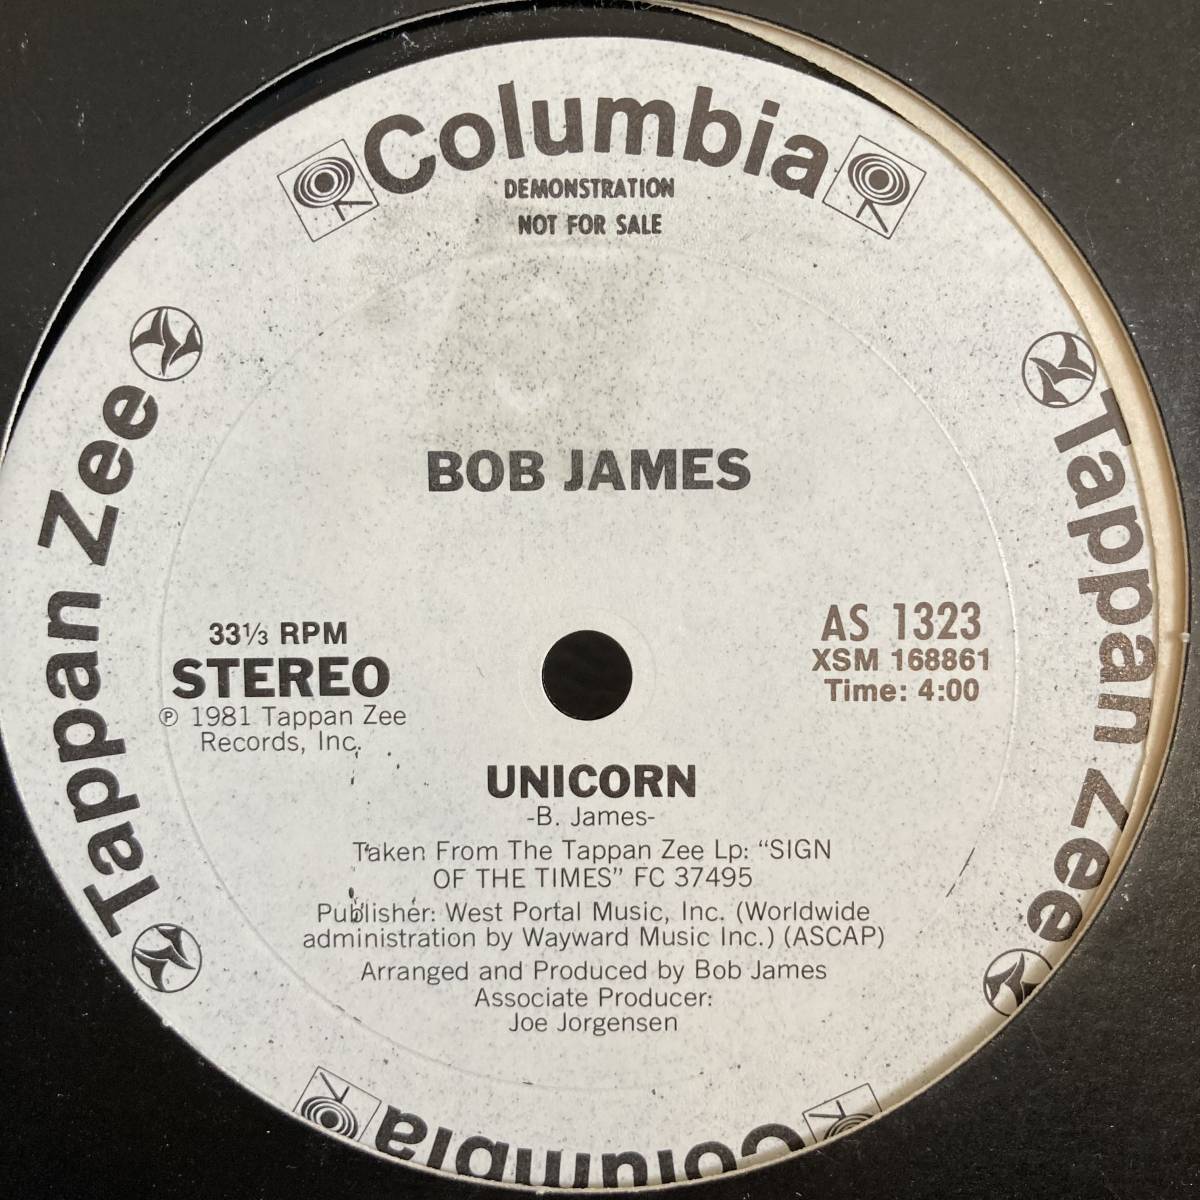 Columbia
DEMONSTRATION
NOT FOR SALE
Tappan Zee
Tappan Zee
BOB JAMES
33⅓ RPM
STEREO
℗ 1981 Tappan Zee
Records, Inc.
AS 1323
XSM 168861
Time: 4:00
UNICORN
-B. James-
Taken From The Tappan Zee Lp: “SIGN
OF THE TIMES” FC 37495
Publisher: West Portal Music, Inc. (Worldwide
administration by Wayward Music Inc.) (ASCAP)
Arranged and Produced by Bob James
Associate Producer:
Joe Jorgensen
Columbia